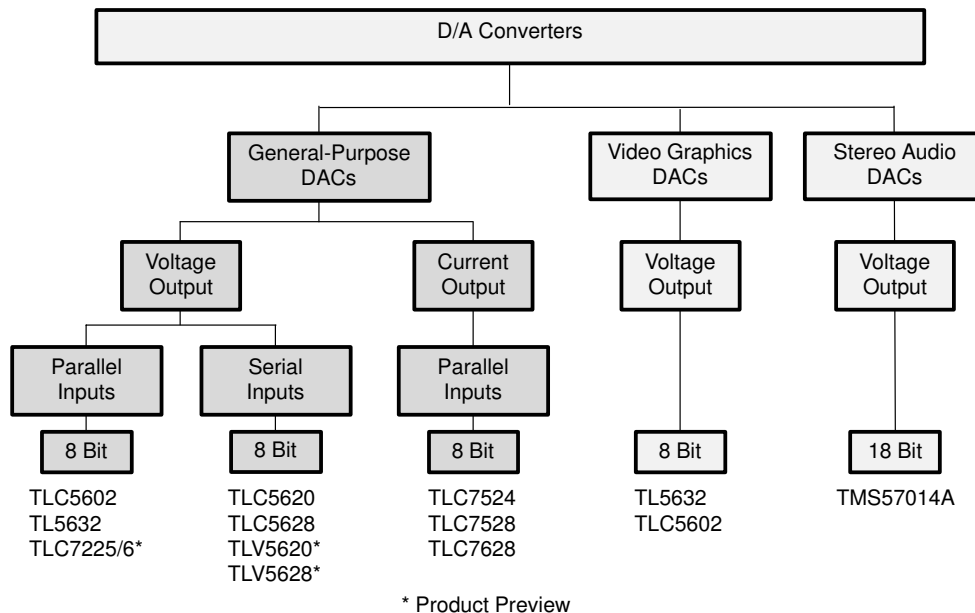 D/A Converters
General-Purpose
DACs
Video Graphics
DACs
Stereo Audio
DACs
Voltage
Output
Current
Output
Voltage
Output
Voltage
Output
Parallel
Inputs
Serial
Inputs
Parallel
Inputs
8 Bit
8 Bit
8 Bit
8 Bit
18 Bit
TLC5602
TL5632
TLC7225/6*
TLC5620
TLC5628
TLV5620*
TLV5628*
TLC7524
TLC7528
TLC7628
TL5632
TLC5602
TMS57014A
* Product Preview